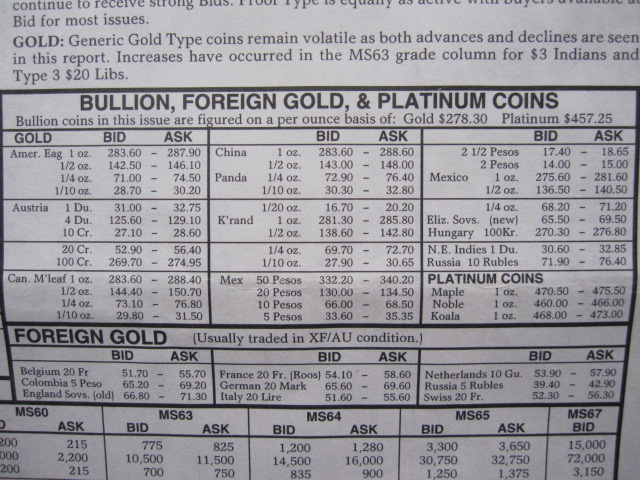 continue to receive strong Bids. Proof Type is equally as active with buyers available at
Bid for most issues.
GOLD: Generic Gold Type coins remain volatile as both advances and declines are seen
in this report. Increases have occurred in the MS63 grade column for $3 Indians and
Type 3 $20 Libs.
BULLION, FOREIGN GOLD, & PLATINUM COINS
Bullion coins in this issue are figured on a per ounce basis of: Gold $278.30 Platinum $457.25
GOLD BID ASK BID ASK BID ASK
Amer. Eag 1 oz. 283.60 - 287.90 China 1 oz. 283.60 - 288.60 2 1/2 Pesos 17.40 - 18.65
1/2 oz. 142.50 - 146.10 1/2 oz. 143.00 - 148.00 2 Pesos 14.00 - 15.00
1/4 oz. 71.00 - 74.50 Panda 1/4 oz. 72.90 - 76.40 Mexico 1 oz. 275.60 - 281.60
1/10 oz. 28.70 - 30.20 1/10 oz. 30.30 - 32.80 1/2 oz. 136.50 - 140.50
Austria 1 Du. 31.00 - 32.75 1/20 oz. 16.70 - 20.20 1/4 oz. 68.20 - 71.20
4 Du. 125.60 - 129.10 K'rand 1 oz. 281.30 - 285.80 Eliz. Sovs. (new) 65.50 - 69.50
10 Cr. 27.10 - 28.60 1/2 oz. 138.60 - 142.80 Hungary 100Kr. 270.30 - 276.80
20 Cr. 52.90 - 56.40 1/4 oz. 69.70 - 72.70 N.E. Indies 1 Du. 30.60 - 32.85
100 Cr. 269.70 - 274.95 1/10 oz. 27.90 - 30.65 Russia 10 Rubles 71.90 - 76.40
Can. M'leaf 1 oz. 283.60 - 288.40 Mex 50 Pesos 332.20 - 340.20 PLATINUM COINS
1/2 oz. 144.40 - 150.70 20 Pesos 130.00 - 134.50 Maple 1 oz. 470.50 - 475.50
1/4 oz. 73.10 - 76.80 10 Pesos 66.00 - 68.50 Noble 1 oz. 460.00 - 466.00
1/10 oz. 29.80 - 31.50 5 Pesos 33.60 - 35.35 Koala 1 oz. 468.00 - 473.00
FOREIGN GOLD (Usually traded in XF/AU condition.)
BID ASK BID ASK BID ASK
Belgium 20 Fr 51.70 - 55.70 France 20 Fr. (Roos) 54.10 - 58.60 Netherlands 10 Gu. 53.90 - 57.90
Colombia 5 Peso 65.20 - 69.20 German 20 Mark 65.60 - 69.60 Russia 5 Rubles 39.40 - 42.90
England Sovs. (old) 66.80 - 71.30 Italy 20 Lire 51.60 - 55.60 Swiss 20 Fr. 52.30 - 56.30
MS60 MS63 MS64 MS65 MS67
ASK BID ASK BID ASK BID ASK BID
200 215 775 825 1,200 1,280 3,300 3,650 15,000
000 2,200 10,500 11,500 14,500 16,000 30,750 32,750 72,000
200 215 700 750 835 900 1,250 1,375 3,150